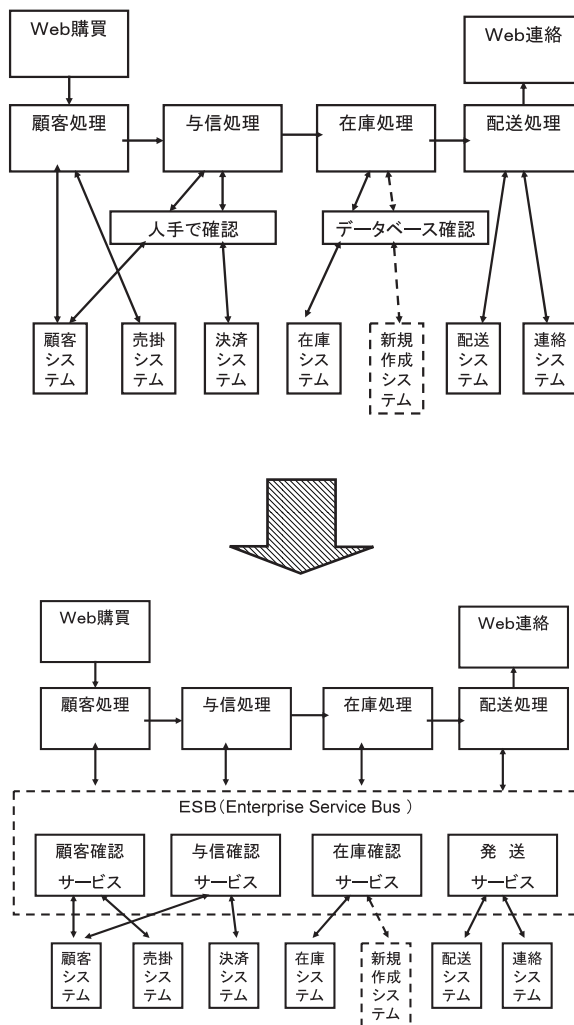 Web購買
Web連絡
顧客処理
与信処理
在庫処理
配送処理
人手で確認
データベース確認
顧客
シス
テム
売掛
シス
テム
決済
シス
テム
在庫
シス
テム
新規
作成
シス
テム
配送
シス
テム
連絡
シス
テム
Web購買
Web連絡
顧客処理
与信処理
在庫処理
配送処理
ESB(Enterprise Service Bus )
顧客確認
サービス
与信確認
サービス
在庫確認
サービス
発 送
サービス
顧客
シス
テム
売掛
シス
テム
決済
シス
テム
在庫
シス
テム
新規
作成
シス
テム
配送
シス
テム
連絡
シス
テム